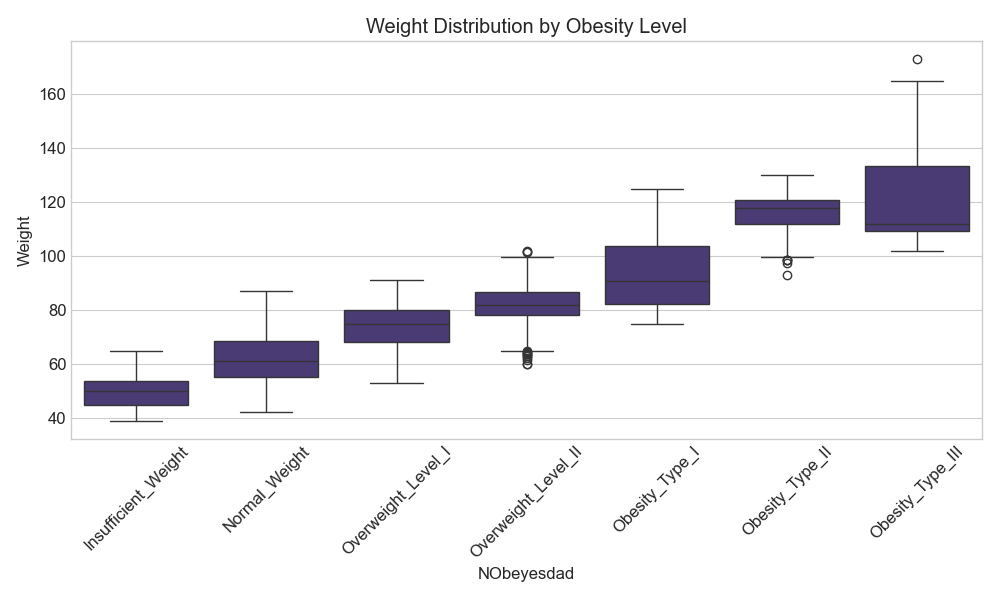 Weight Distribution by Obesity Level
Weight
160
140
120
100
80
60
40
Insufficient_Weight
Normal_Weight
Overweight_Level_I
Overweight_Level_II
Obesity_Type_I
Obesity_Type_II
Obesity_Type_III
NObeyesdad